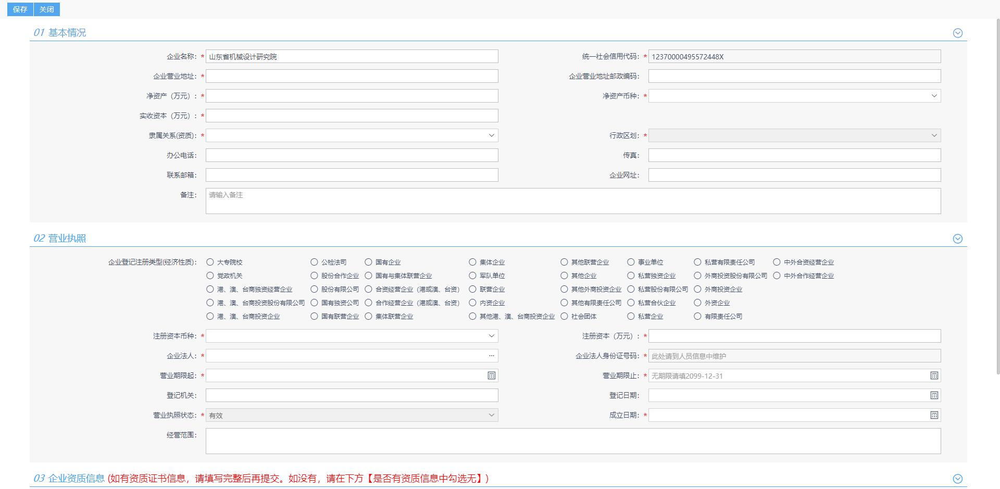 保存 关闭
01 基本情况
企业名称: * 山东省机械设计研究院 统一社会信用代码: * 12370000495572448X
企业营业地址: * 企业营业地址邮政编码:
净资产（万元）: * 净资产币种: *
实收资本（万元）: *
隶属关系(资质): * 行政区划: *
办公电话: 传真:
联系邮箱: 企业网址:
备注: 请输入备注
02 营业执照
企业登记注册类型(经济性质): 大专院校 公检法司 国有企业 集体企业 其他联营企业 事业单位 私营有限责任公司 中外合资经营企业
党政机关 股份合作企业 国有与集体联营企业 军队单位 其他企业 私营独资企业 外商投资股份有限公司 中外合作经营企业
港、澳、台商独资经营企业 股份有限公司 合资经营企业（港或澳、台资） 联营企业 其他外商投资企业 私营股份有限公司 外商投资企业
港、澳、台商投资股份有限公司 国有独资公司 合作经营企业（港或澳、台资） 内资企业 其他有限责任公司 私营合伙企业 外资企业
港、澳、台商投资企业 国有联营企业 集体联营企业 其他港、澳、台商投资企业 社会团体 私营企业 有限责任公司
注册资本币种: * 注册资本（万元）: *
企业法人: * ... 企业法人身份证号码: * 此处请到人员信息中维护
营业期限起: * 营业期限止: * 无期限请填2099-12-31
登记机关: 登记日期:
营业执照状态: * 有效 成立日期: *
经营范围:
03 企业资质信息 (如有资质证书信息，请填写完整后再提交。如没有，请在下方【是否有资质信息中勾选无】)